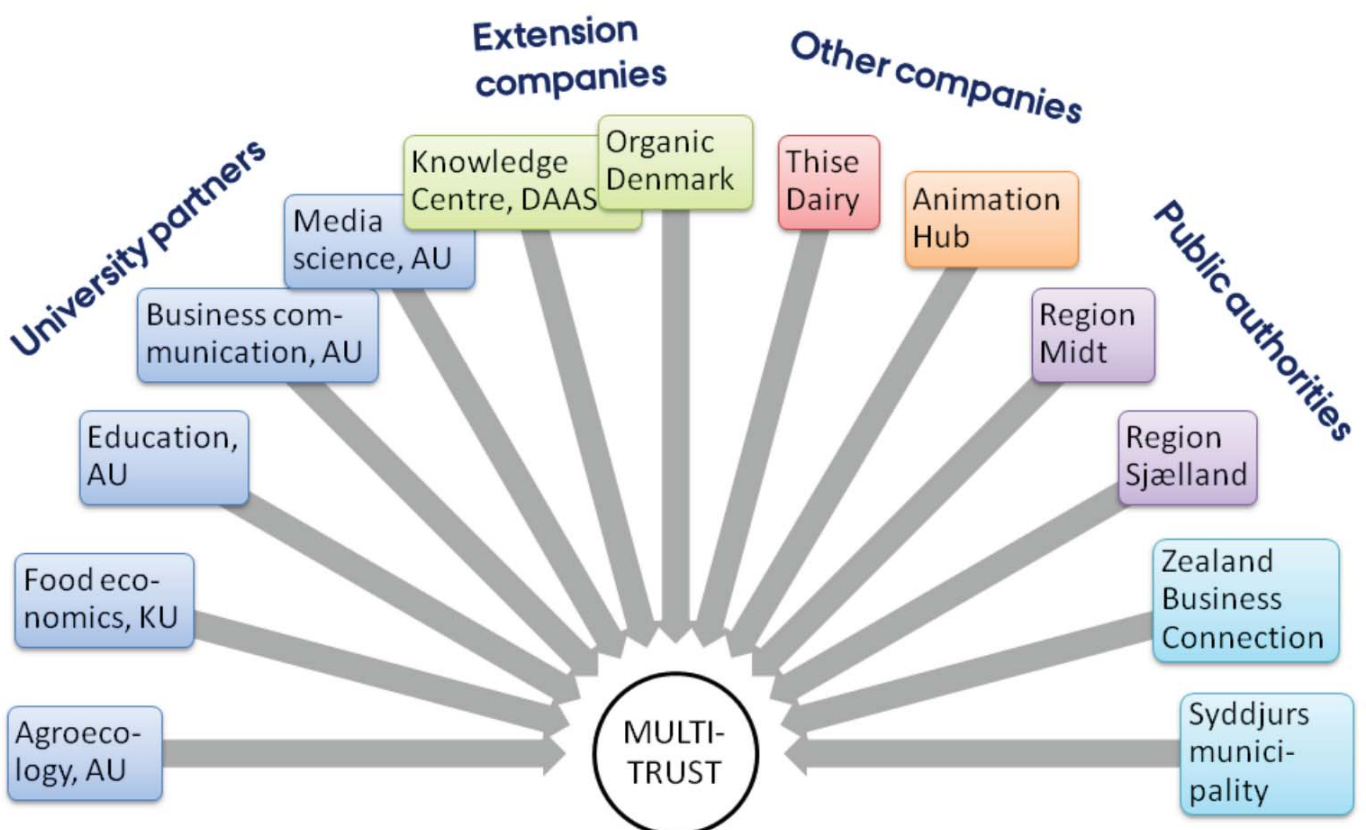 Extension
companies
Other companies
University partners
Public authorities
Organic
Denmark
Knowledge
Centre, DAAS
Thise
Dairy
Animation
Hub
Media
science, AU
Business com-
munication, AU
Region
Midt
Education,
AU
Region
Sjælland
Food eco-
nomics, KU
Zealand
Business
Connection
Agroeco-
logy, AU
MULTI-
TRUST
Syddjurs
munici-
pality